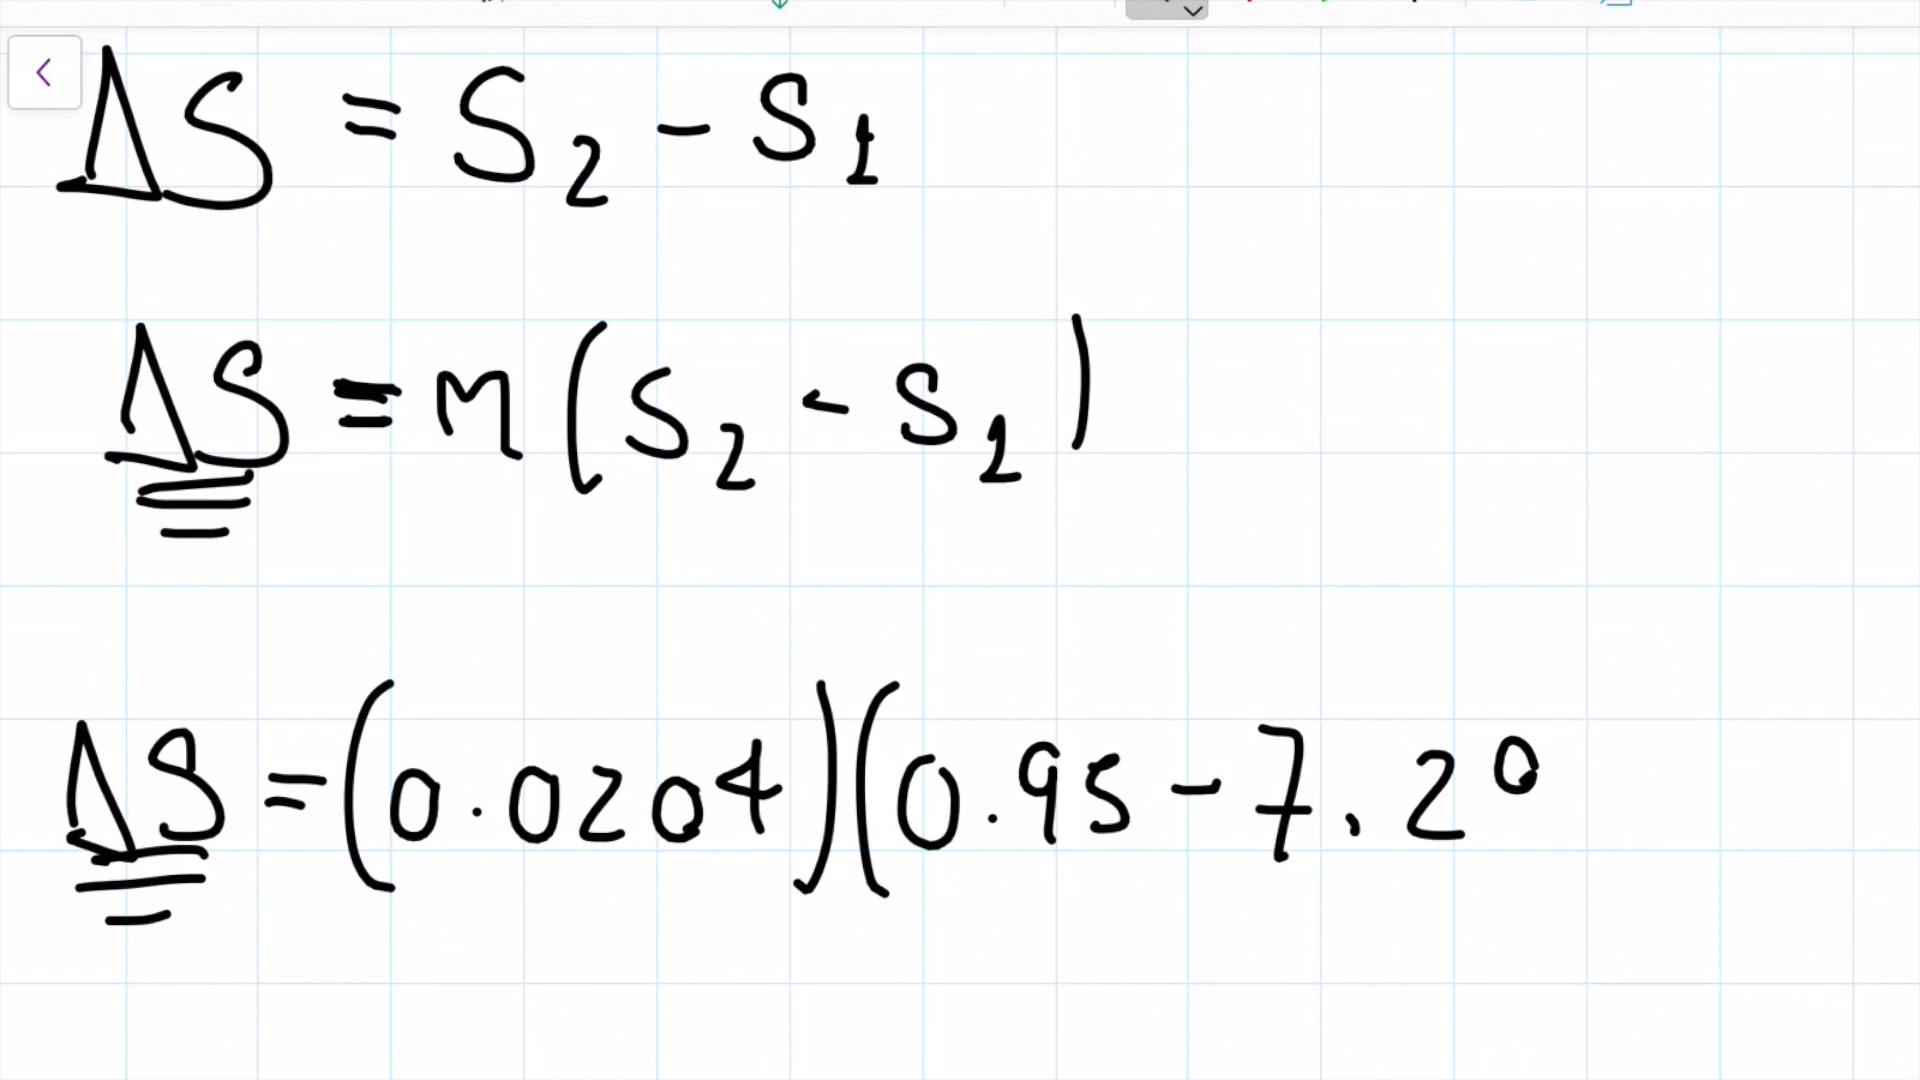 ΔS = S₂ - S₁
ΔS = m(s₂ - s₁)
ΔS = (0.0204)(0.95 - 7.20